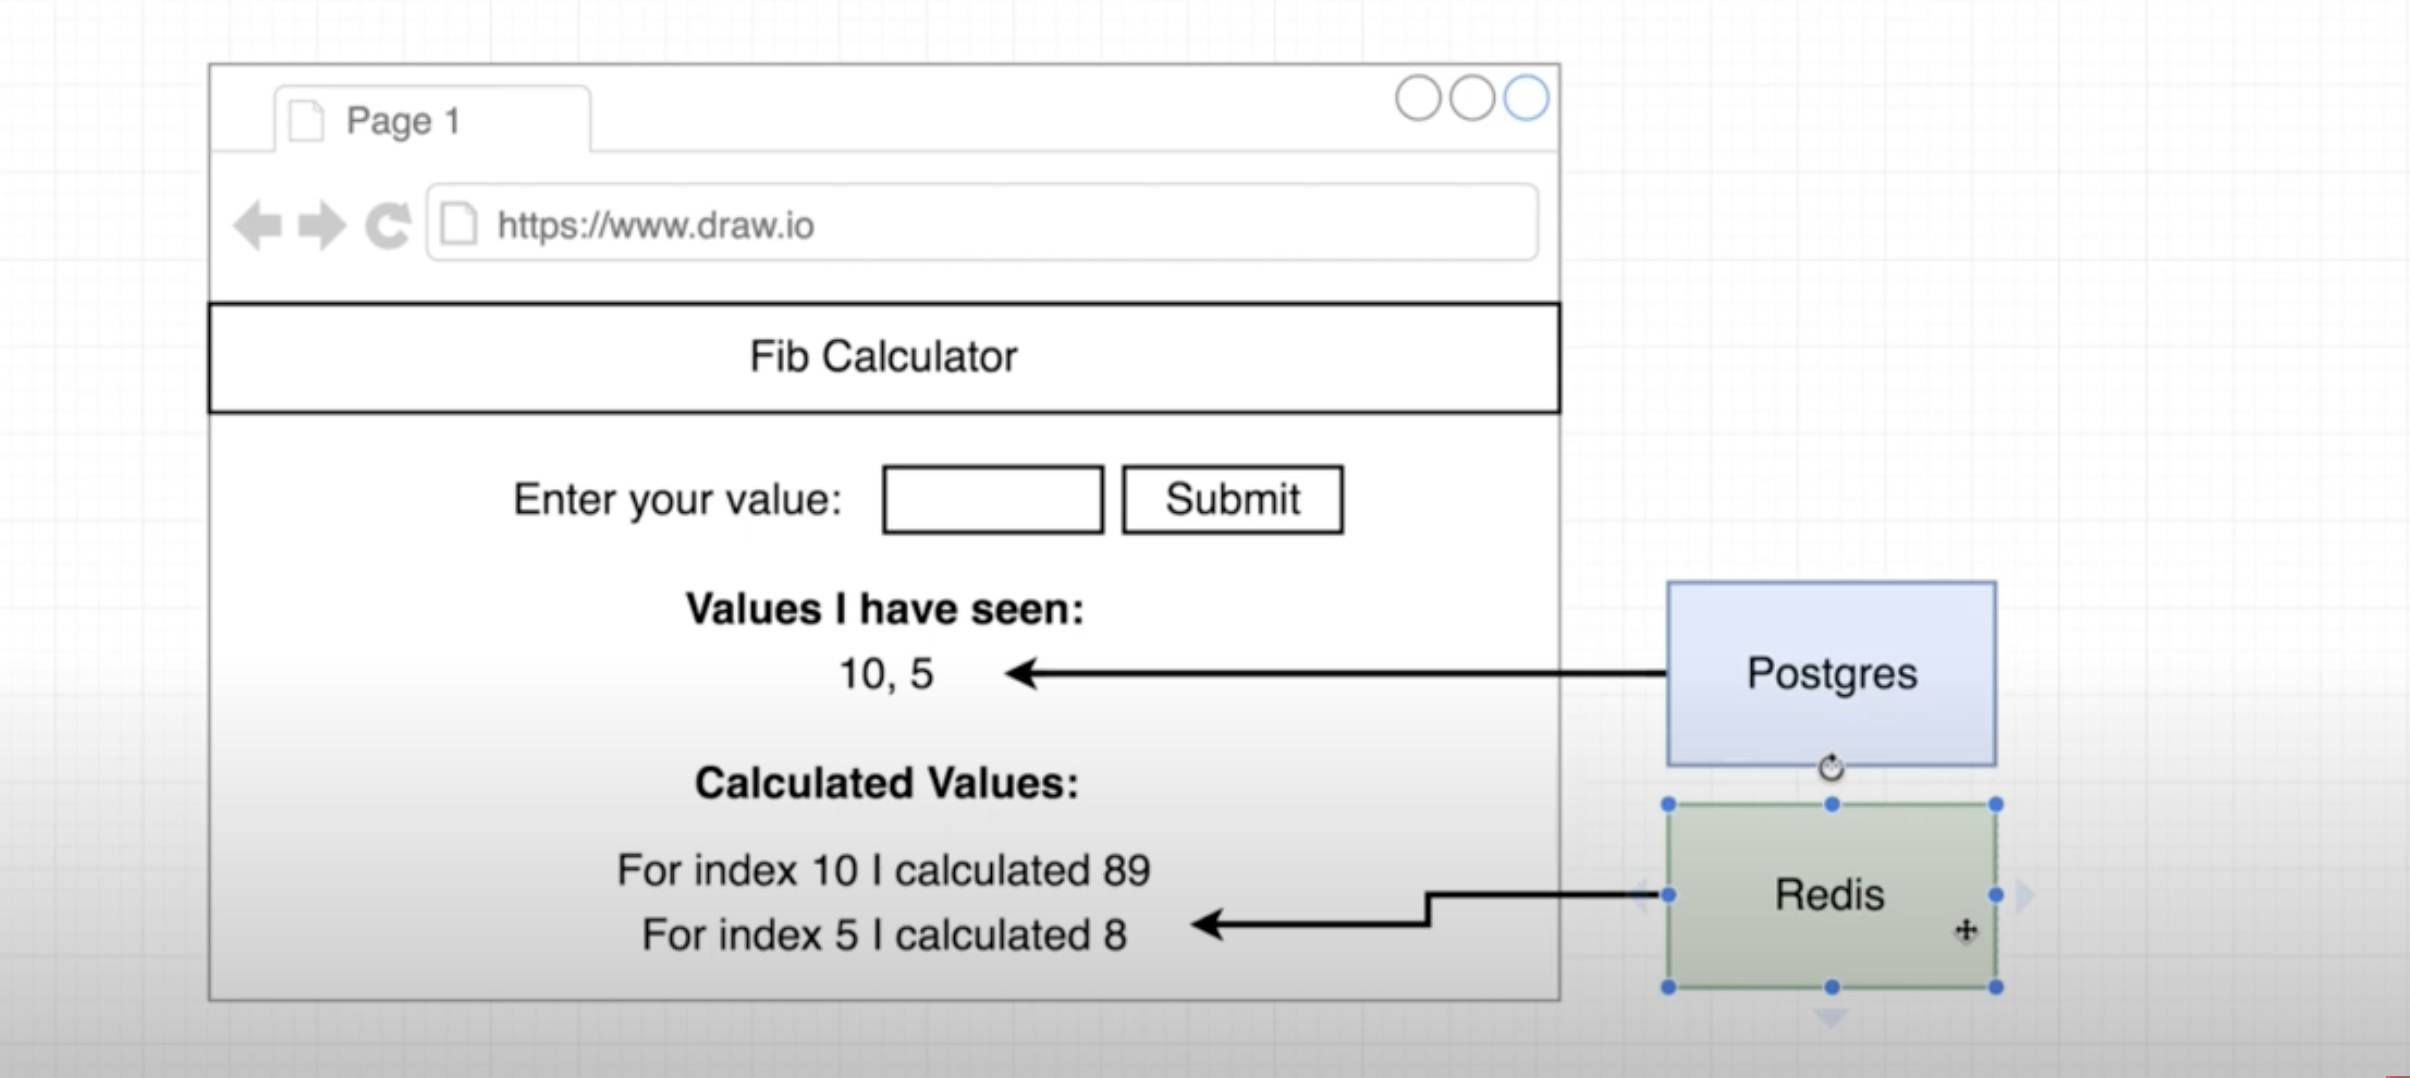 Page 1
https://www.draw.io
Fib Calculator
Enter your value: Submit
Values I have seen:
10, 5
Postgres
Calculated Values:
For index 10 I calculated 89
Redis
For index 5 I calculated 8